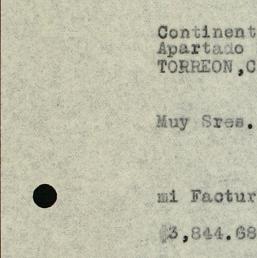 Continent
Apartado
TORREON,C
Muy Sres.
mi Factur
$3,844.68